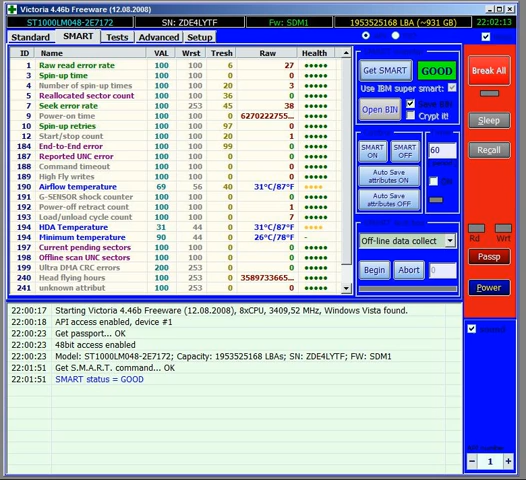 Victoria 4.46b Freeware (12.08.2008)
ST1000LM048-2E7172 SN: ZDE4LYTF Fw: SDM1 1953525168 LBA (~931 GB) 22:02:13
Standard SMART Tests Advanced Setup
ID Name VAL Wrst Tresh Raw Health
1 Raw read error rate 100 100 6 27
3 Spin-up time 100 100 0 0
4 Number of spin-up times 100 100 20 3
5 Reallocated sector count 100 100 36 0
7 Seek error rate 100 253 45 38
9 Power-on time 100 100 0 6270222755...
10 Spin-up retries 100 100 97 0
12 Start/stop count 100 100 20 1
184 End-to-End error 100 100 99 0
187 Reported UNC error 100 100 0 0
188 Command timeout 100 100 0 0
189 High Fly writes 100 100 0 0
190 Airflow temperature 69 56 40 31°C/87°F
191 G-SENSOR shock counter 100 100 0 0
192 Power-off retract count 100 100 0 1
193 Load/unload cycle count 100 100 0 7
194 HDA Temperature 31 44 0 31°C/87°F
194 Minimum temperature 90 44 0 26°C/78°F -
197 Current pending sectors 100 100 0 0
198 Offline scan UNC sectors 100 100 0 0
199 Ultra DMA CRC errors 200 200 0 0
240 Head flying hours 100 253 0 3589733665...
241 unknown attribut 100 253 0 0
Get SMART GOOD
Use IBM super smart:
Open BIN Save BIN
Crypt it!
SMART ON
SMART OFF
60
Auto Save attributes ON
Auto Save attributes OFF
Off-line data collect
Begin Abort 0
Break All
Sleep
Recall
Rd Wrt
Passp
Power
1
22:00:17 Starting Victoria 4.46b Freeware (12.08.2008), 8xCPU, 3409,52 MHz, Windows Vista found.
22:00:18 API access enabled, device #1
22:00:23 Get passport... OK
22:00:23 48bit access enabled
22:00:23 Model: ST1000LM048-2E7172; Capacity: 1953525168 LBAs; SN: ZDE4LYTF; FW: SDM1
22:01:51 Get S.M.A.R.T. command... OK
22:01:51 SMART status = GOOD